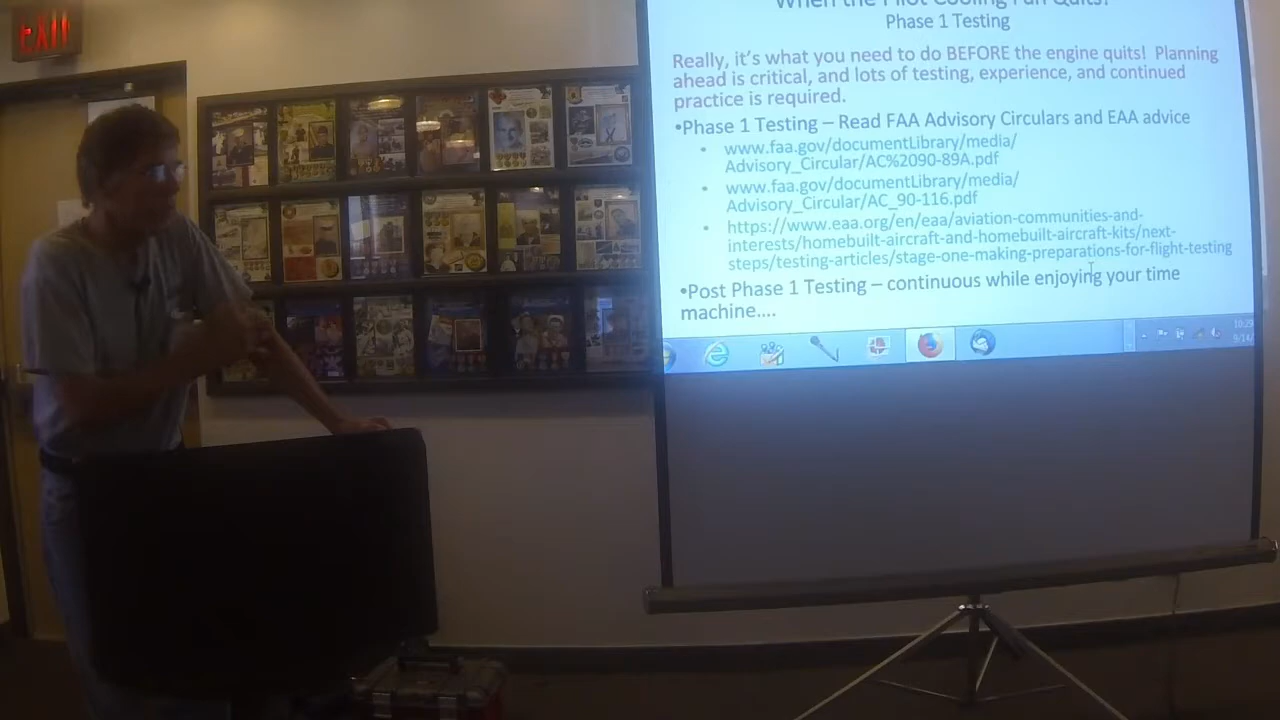 EXIT
When the Pilot Cooling Fan Quits!
Phase 1 Testing
Really, it's what you need to do BEFORE the engine quits! Planning
ahead is critical, and lots of testing, experience, and continued
practice is required.
•Phase 1 Testing – Read FAA Advisory Circulars and EAA advice
• www.faa.gov/documentLibrary/media/
Advisory_Circular/AC%2090-89A.pdf
• www.faa.gov/documentLibrary/media/
Advisory_Circular/AC_90-116.pdf
• https://www.eaa.org/en/eaa/aviation-communities-and-
interests/homebuilt-aircraft-and-homebuilt-aircraft-kits/next-
steps/testing-articles/stage-one-making-preparations-for-flight-testing
•Post Phase 1 Testing – continuous while enjoying your time
machine....